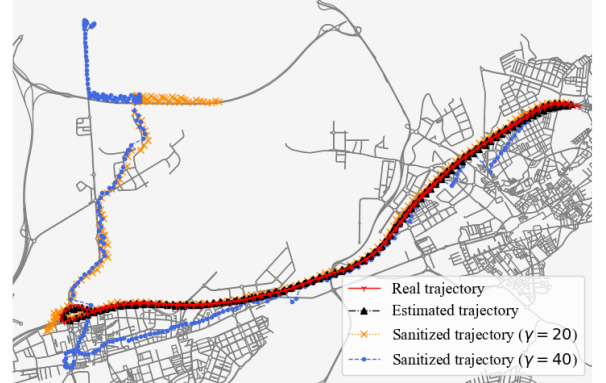 Real trajectory
Estimated trajectory
Sanitized trajectory (γ = 20)
Sanitized trajectory (γ = 40)